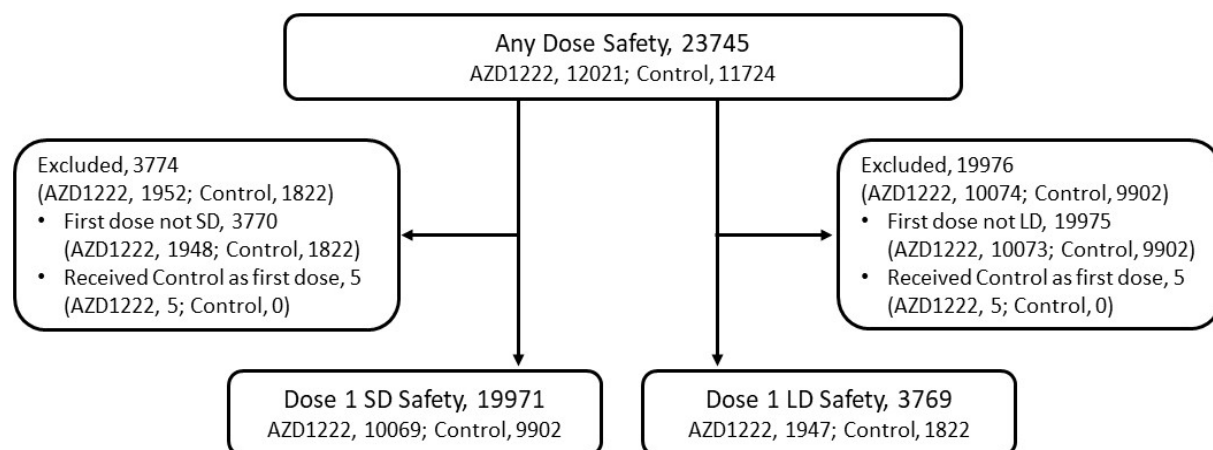 Any Dose Safety, 23745
AZD1222, 12021; Control, 11724
Excluded, 3774
(AZD1222, 1952; Control, 1822)
• First dose not SD, 3770
(AZD1222, 1948; Control, 1822)
• Received Control as first dose, 5
(AZD1222, 5; Control, 0)
Excluded, 19976
(AZD1222, 10074; Control, 9902)
• First dose not LD, 19975
(AZD1222, 10073; Control, 9902)
• Received Control as first dose, 5
(AZD1222, 5; Control, 0)
Dose 1 SD Safety, 19971
AZD1222, 10069; Control, 9902
Dose 1 LD Safety, 3769
AZD1222, 1947; Control, 1822